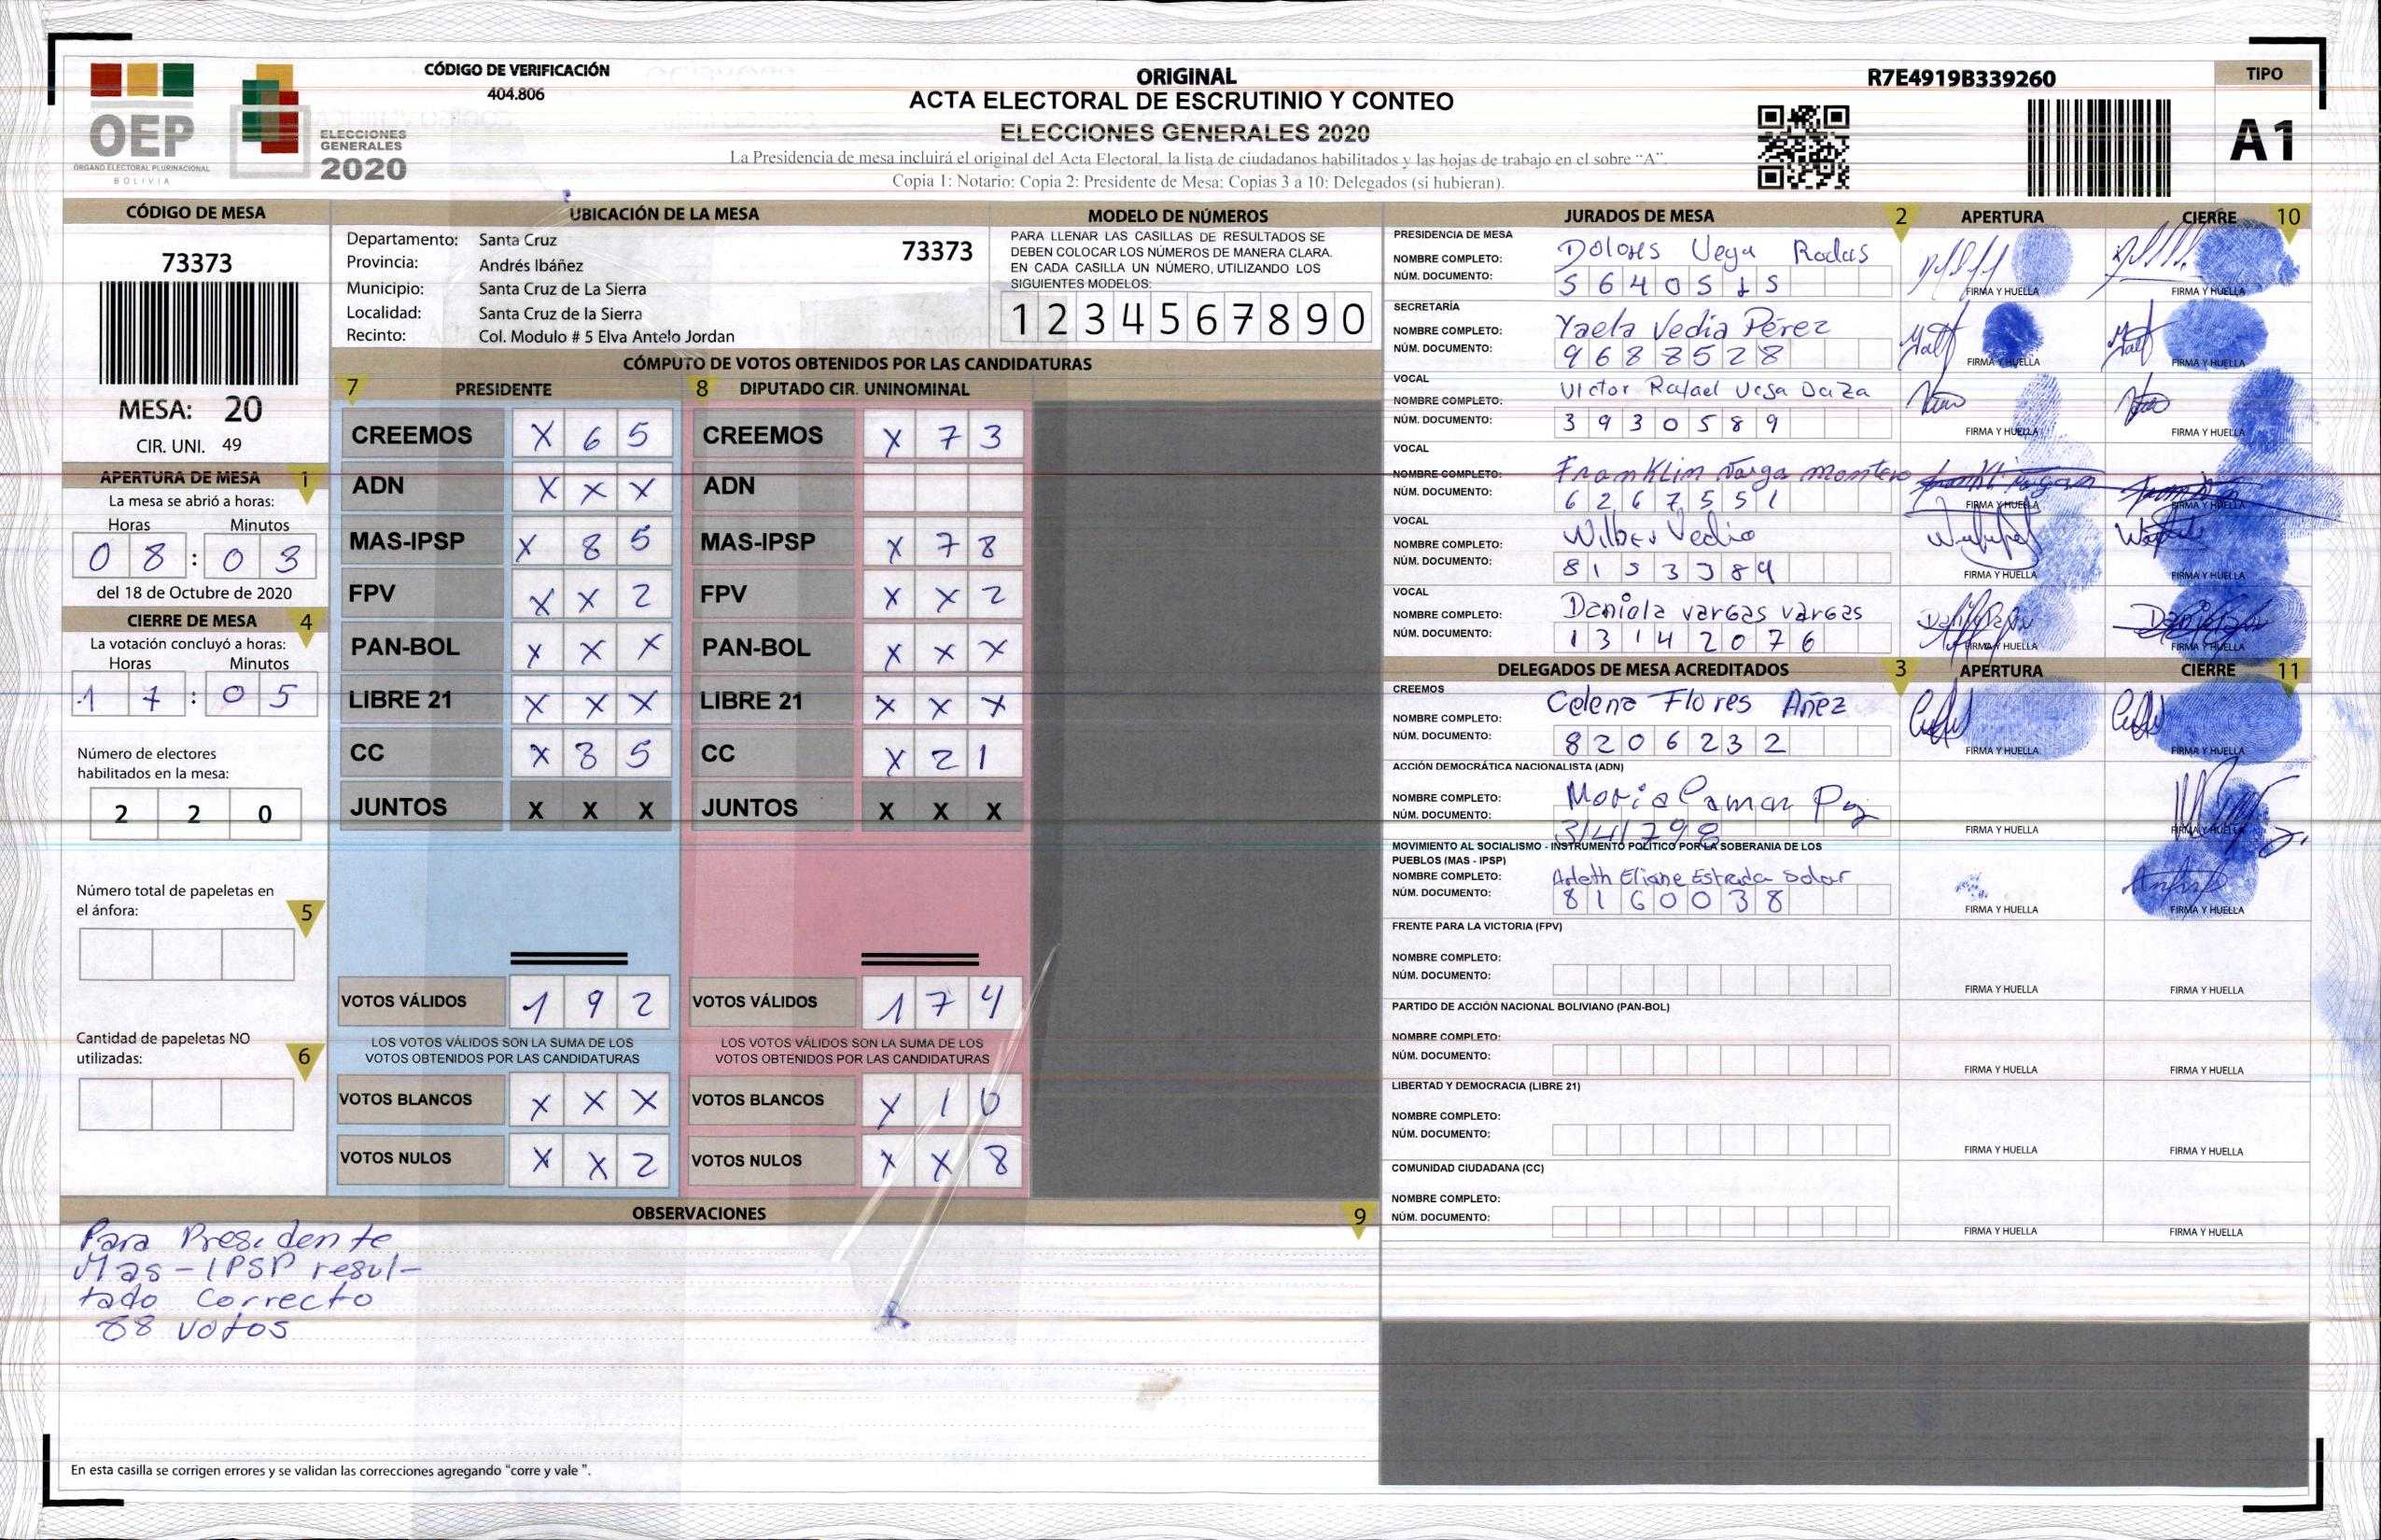 OEP
ÓRGANO ELECTORAL PLURINACIONAL
BOLIVIA
ELECCIONES
GENERALES
2020
CÓDIGO DE VERIFICACIÓN
404.806
ORIGINAL
ACTA ELECTORAL DE ESCRUTINIO Y CONTEO
ELECCIONES GENERALES 2020
La Presidencia de mesa incluirá el original del Acta Electoral, la lista de ciudadanos habilitados y las hojas de trabajo en el sobre "A".
Copia 1: Notario; Copia 2: Presidente de Mesa; Copias 3 a 10: Delegados (si hubieran).
R7E4919B339260
TIPO
A1
CÓDIGO DE MESA
73373
MESA: 20
CIR. UNI. 49
APERTURA DE MESA 1
La mesa se abrió a horas:
Horas Minutos
08:03
del 18 de Octubre de 2020
CIERRE DE MESA 4
La votación concluyó a horas:
Horas Minutos
17:05
Número de electores
habilitados en la mesa:
2 2 0
Número total de papeletas en
el ánfora: 5
Cantidad de papeletas NO
utilizadas: 6
UBICACIÓN DE LA MESA
Departamento: Santa Cruz 73373
Provincia: Andrés Ibáñez
Municipio: Santa Cruz de La Sierra
Localidad: Santa Cruz de la Sierra
Recinto: Col. Modulo # 5 Elva Antelo Jordan
MODELO DE NÚMEROS
PARA LLENAR LAS CASILLAS DE RESULTADOS SE
DEBEN COLOCAR LOS NÚMEROS DE MANERA CLARA.
EN CADA CASILLA UN NÚMERO, UTILIZANDO LOS
SIGUIENTES MODELOS:
1 2 3 4 5 6 7 8 9 0
CÓMPUTO DE VOTOS OBTENIDOS POR LAS CANDIDATURAS
7 PRESIDENTE 8 DIPUTADO CIR. UNINOMINAL
CREEMOS X 6 5 CREEMOS X 7 3
ADN X X X ADN
MAS-IPSP X 8 5 MAS-IPSP X 7 8
FPV X X 2 FPV X X 2
PAN-BOL X X X PAN-BOL X X X
LIBRE 21 X X X LIBRE 21 X X X
CC X 3 5 CC X 2 1
JUNTOS X X X JUNTOS X X X
VOTOS VÁLIDOS 1 9 2 VOTOS VÁLIDOS 1 7 4
LOS VOTOS VÁLIDOS SON LA SUMA DE LOS LOS VOTOS VÁLIDOS SON LA SUMA DE LOS
VOTOS OBTENIDOS POR LAS CANDIDATURAS VOTOS OBTENIDOS POR LAS CANDIDATURAS
VOTOS BLANCOS X X X VOTOS BLANCOS X 1 0
VOTOS NULOS X X 2 VOTOS NULOS X X 8
OBSERVACIONES 9
Para Presidente
Mas-IPSP resul-
tado Correcto
88 votos
En esta casilla se corrigen errores y se validan las correcciones agregando "corre y vale ".
JURADOS DE MESA 2 APERTURA CIERRE 10
PRESIDENCIA DE MESA
NOMBRE COMPLETO: Dolores Vega Rodas
NÚM. DOCUMENTO: 5640515
FIRMA Y HUELLA FIRMA Y HUELLA
SECRETARÍA
NOMBRE COMPLETO: Yaela Vedia Pérez
NÚM. DOCUMENTO: 9688528
FIRMA Y HUELLA FIRMA Y HUELLA
VOCAL
NOMBRE COMPLETO: Victor Rafael Vega Daza
NÚM. DOCUMENTO: 3930589
FIRMA Y HUELLA FIRMA Y HUELLA
VOCAL
NOMBRE COMPLETO: Franklin Varga Montero
NÚM. DOCUMENTO: 6267551
FIRMA Y HUELLA FIRMA Y HUELLA
VOCAL
NOMBRE COMPLETO: Wilber Vedia
NÚM. DOCUMENTO: 8153384
FIRMA Y HUELLA FIRMA Y HUELLA
VOCAL
NOMBRE COMPLETO: Daniela vargas vargas
NÚM. DOCUMENTO: 13142076
FIRMA Y HUELLA FIRMA Y HUELLA
DELEGADOS DE MESA ACREDITADOS 3 APERTURA CIERRE 11
CREEMOS
NOMBRE COMPLETO: Celena Flores Añez
NÚM. DOCUMENTO: 8206232
FIRMA Y HUELLA FIRMA Y HUELLA
ACCIÓN DEMOCRÁTICA NACIONALISTA (ADN)
NOMBRE COMPLETO: Maria
NÚM. DOCUMENTO: 3141798
FIRMA Y HUELLA FIRMA Y HUELLA
MOVIMIENTO AL SOCIALISMO - INSTRUMENTO POLÍTICO POR LA SOBERANIA DE LOS
PUEBLOS (MAS - IPSP)
NOMBRE COMPLETO: Arleth Eliane Estrada Solar
NÚM. DOCUMENTO: 8160038
FIRMA Y HUELLA FIRMA Y HUELLA
FRENTE PARA LA VICTORIA (FPV)
NOMBRE COMPLETO:
NÚM. DOCUMENTO:
FIRMA Y HUELLA FIRMA Y HUELLA
PARTIDO DE ACCIÓN NACIONAL BOLIVIANO (PAN-BOL)
NOMBRE COMPLETO:
NÚM. DOCUMENTO:
FIRMA Y HUELLA FIRMA Y HUELLA
LIBERTAD Y DEMOCRACIA (LIBRE 21)
NOMBRE COMPLETO:
NÚM. DOCUMENTO:
FIRMA Y HUELLA FIRMA Y HUELLA
COMUNIDAD CIUDADANA (CC)
NOMBRE COMPLETO:
NÚM. DOCUMENTO:
FIRMA Y HUELLA FIRMA Y HUELLA